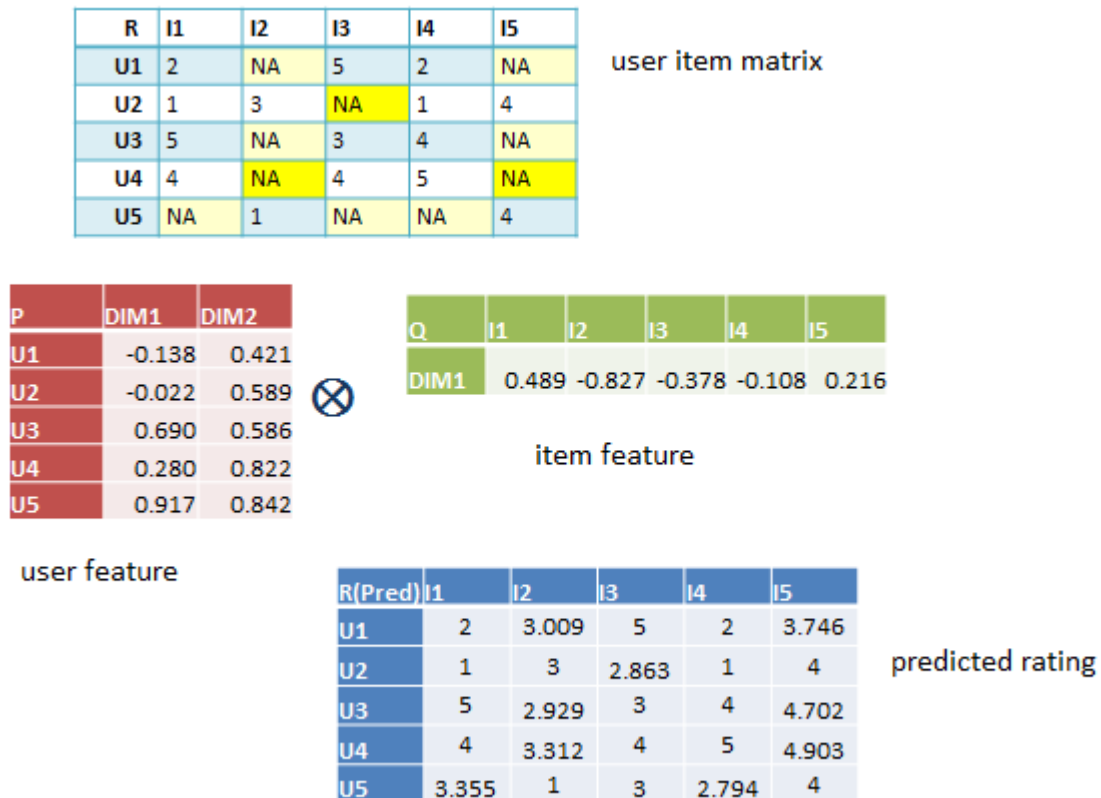 R I1 I2 I3 I4 I5
U1 2 NA 5 2 NA
user item matrix
U2 1 3 NA 1 4
U3 5 NA 3 4 NA
U4 4 NA 4 5 NA
U5 NA 1 NA NA 4
P DIM1 DIM2
U1 -0.138 0.421
U2 -0.022 0.589
U3 0.690 0.586
U4 0.280 0.822
U5 0.917 0.842
user feature
Q I1 I2 I3 I4 I5
DIM1 0.489 -0.827 -0.378 -0.108 0.216
item feature
R(Pred) I1 I2 I3 I4 I5
U1 2 3.009 5 2 3.746
U2 1 3 2.863 1 4
U3 5 2.929 3 4 4.702
U4 4 3.312 4 5 4.903
U5 3.355 1 3 2.794 4
predicted rating